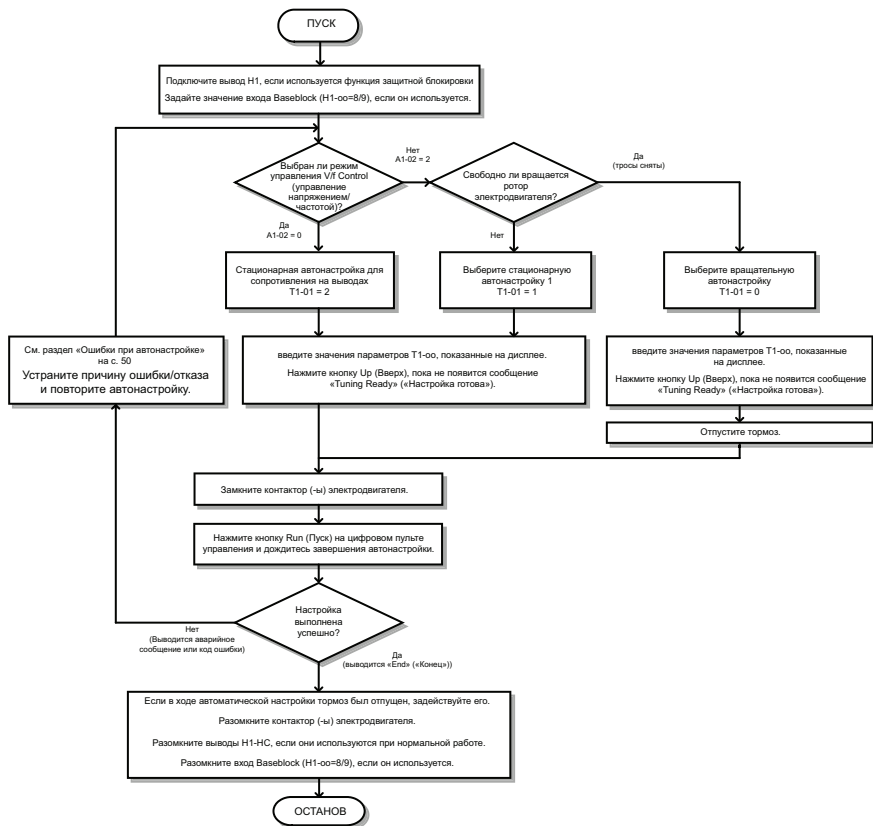 ПУСК
Подключите вывод H1, если используется функция защитной блокировки
Задайте значение входа Baseblock (H1-oo=8/9), если он используется.
Выбран ли режим
управления V/f Control
(управление
напряжением/
частотой)?
Нет
A1-02 = 2
Свободно ли вращается
ротор
электродвигателя?
Да
(тросы сняты)
Да
A1-02 = 0
Нет
Стационарная автонастройка для
сопротивления на выводах
T1-01 = 2
Выберите стационарную
автонастройку 1
T1-01 = 1
Выберите вращательную
автонастройку
T1-01 = 0
См. раздел «Ошибки при автонастройке»
на с. 50
Устраните причину ошибки/отказа
и повторите автонастройку.
введите значения параметров T1-oo, показанные на дисплее.
Нажмите кнопку Up (Вверх), пока не появится сообщение
«Tuning Ready» («Настройка готова»).
введите значения параметров T1-oo, показанные
на дисплее.
Нажмите кнопку Up (Вверх), пока не появится сообщение
«Tuning Ready» («Настройка готова»).
Отпустите тормоз.
Замкните контактор (-ы) электродвигателя.
Нажмите кнопку Run (Пуск) на цифровом пульте
управления и дождитесь завершения автонастройки.
Настройка
выполнена
успешно?
Нет
(Выводится аварийное
сообщение или код ошибки)
Да
(выводится «End» («Конец»))
Если в ходе автоматической настройки тормоз был отпущен, задействуйте его.
Разомкните контактор (-ы) электродвигателя.
Разомкните выводы H1-HC, если они используются при нормальной работе.
Разомкните вход Baseblock (H1-oo=8/9), если он используется.
ОСТАНОВ